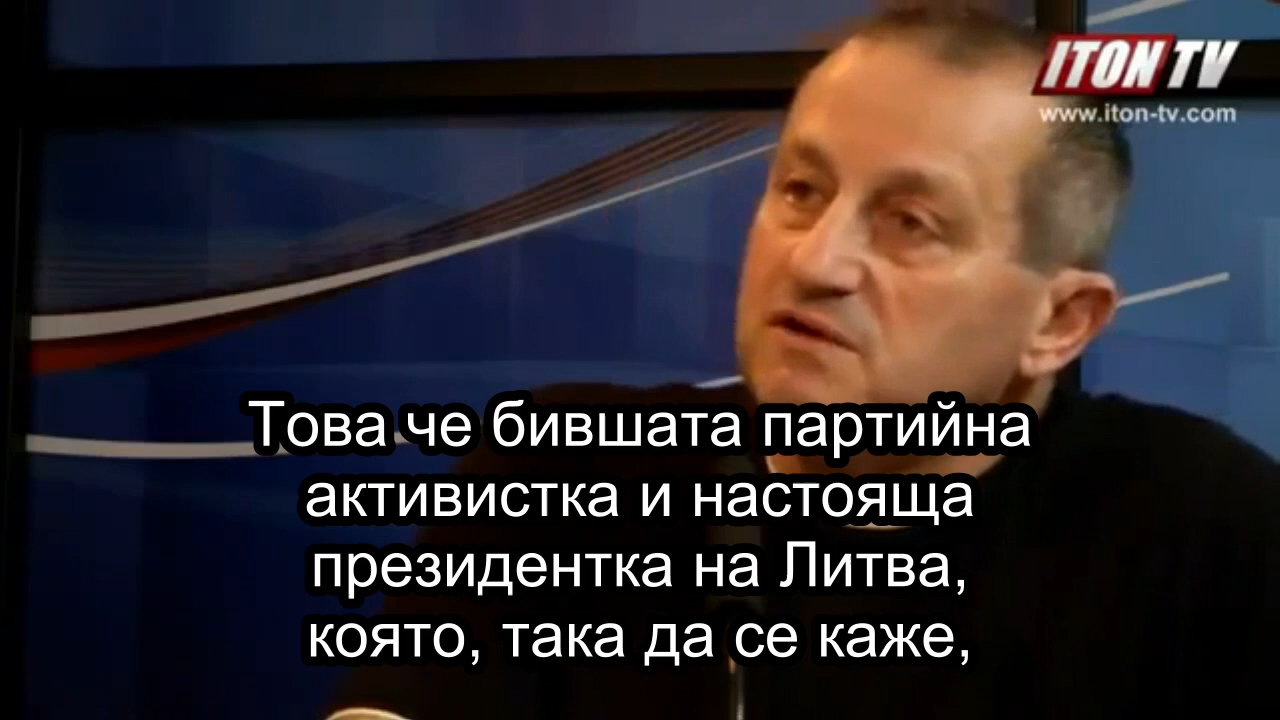 ITON TV
www.iton-tv.com
Това че бившата партийна
активистка и настояща
президентка на Литва,
която, така да се каже,